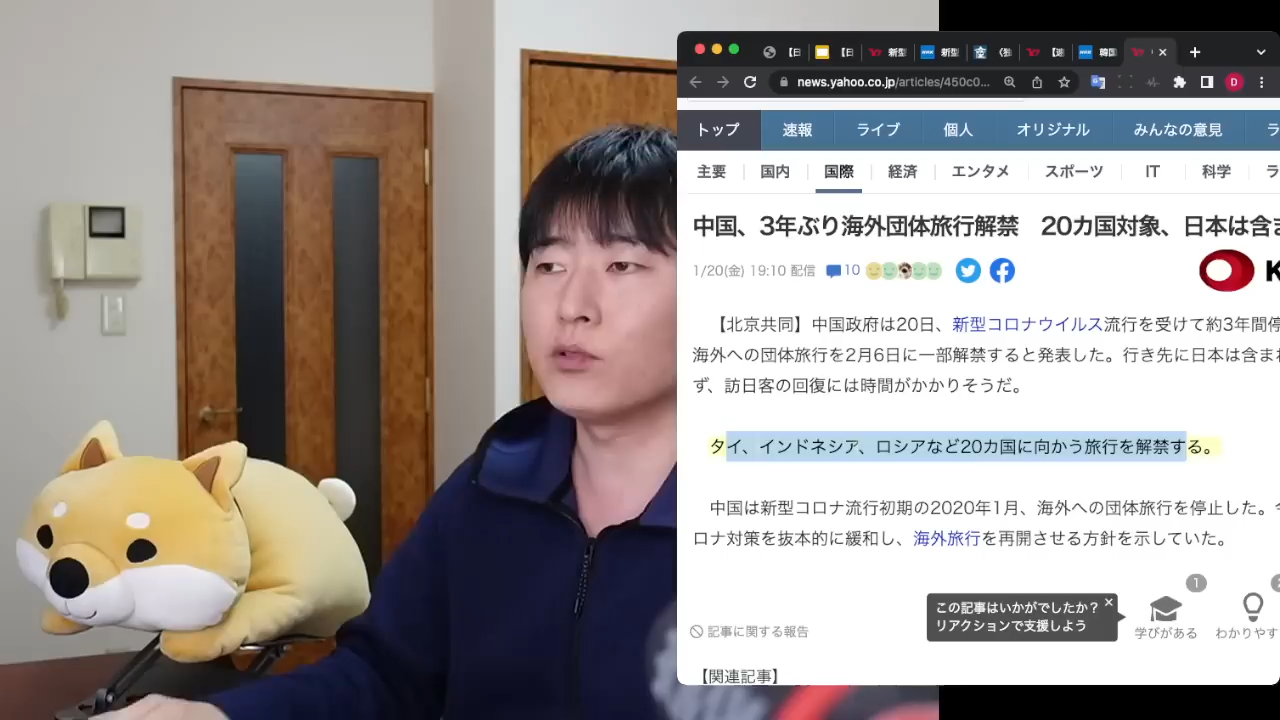 【日
【日
新型
新型
【遊
韓国
news.yahoo.co.jp/articles/450c0...
D
トップ 速報 ライブ 個人 オリジナル みんなの意見 ラ
主要 国内 国際 経済 エンタメ スポーツ IT 科学 ラ
中国、3年ぶり海外団体旅行解禁 20カ国対象、日本は含ま
1/20(金) 19:10 配信 10
K
【北京共同】中国政府は20日、新型コロナウイルス流行を受けて約3年間停
海外への団体旅行を2月6日に一部解禁すると発表した。行き先に日本は含まれ
ず、訪日客の回復には時間がかかりそうだ。
タイ、インドネシア、ロシアなど20カ国に向かう旅行を解禁する。
中国は新型コロナ流行初期の2020年1月、海外への団体旅行を停止した。今
ロナ対策を抜本的に緩和し、海外旅行を再開させる方針を示していた。
この記事はいかがでしたか？
リアクションで支援しよう
1
学びがある
わかりやす
記事に関する報告
【関連記事】